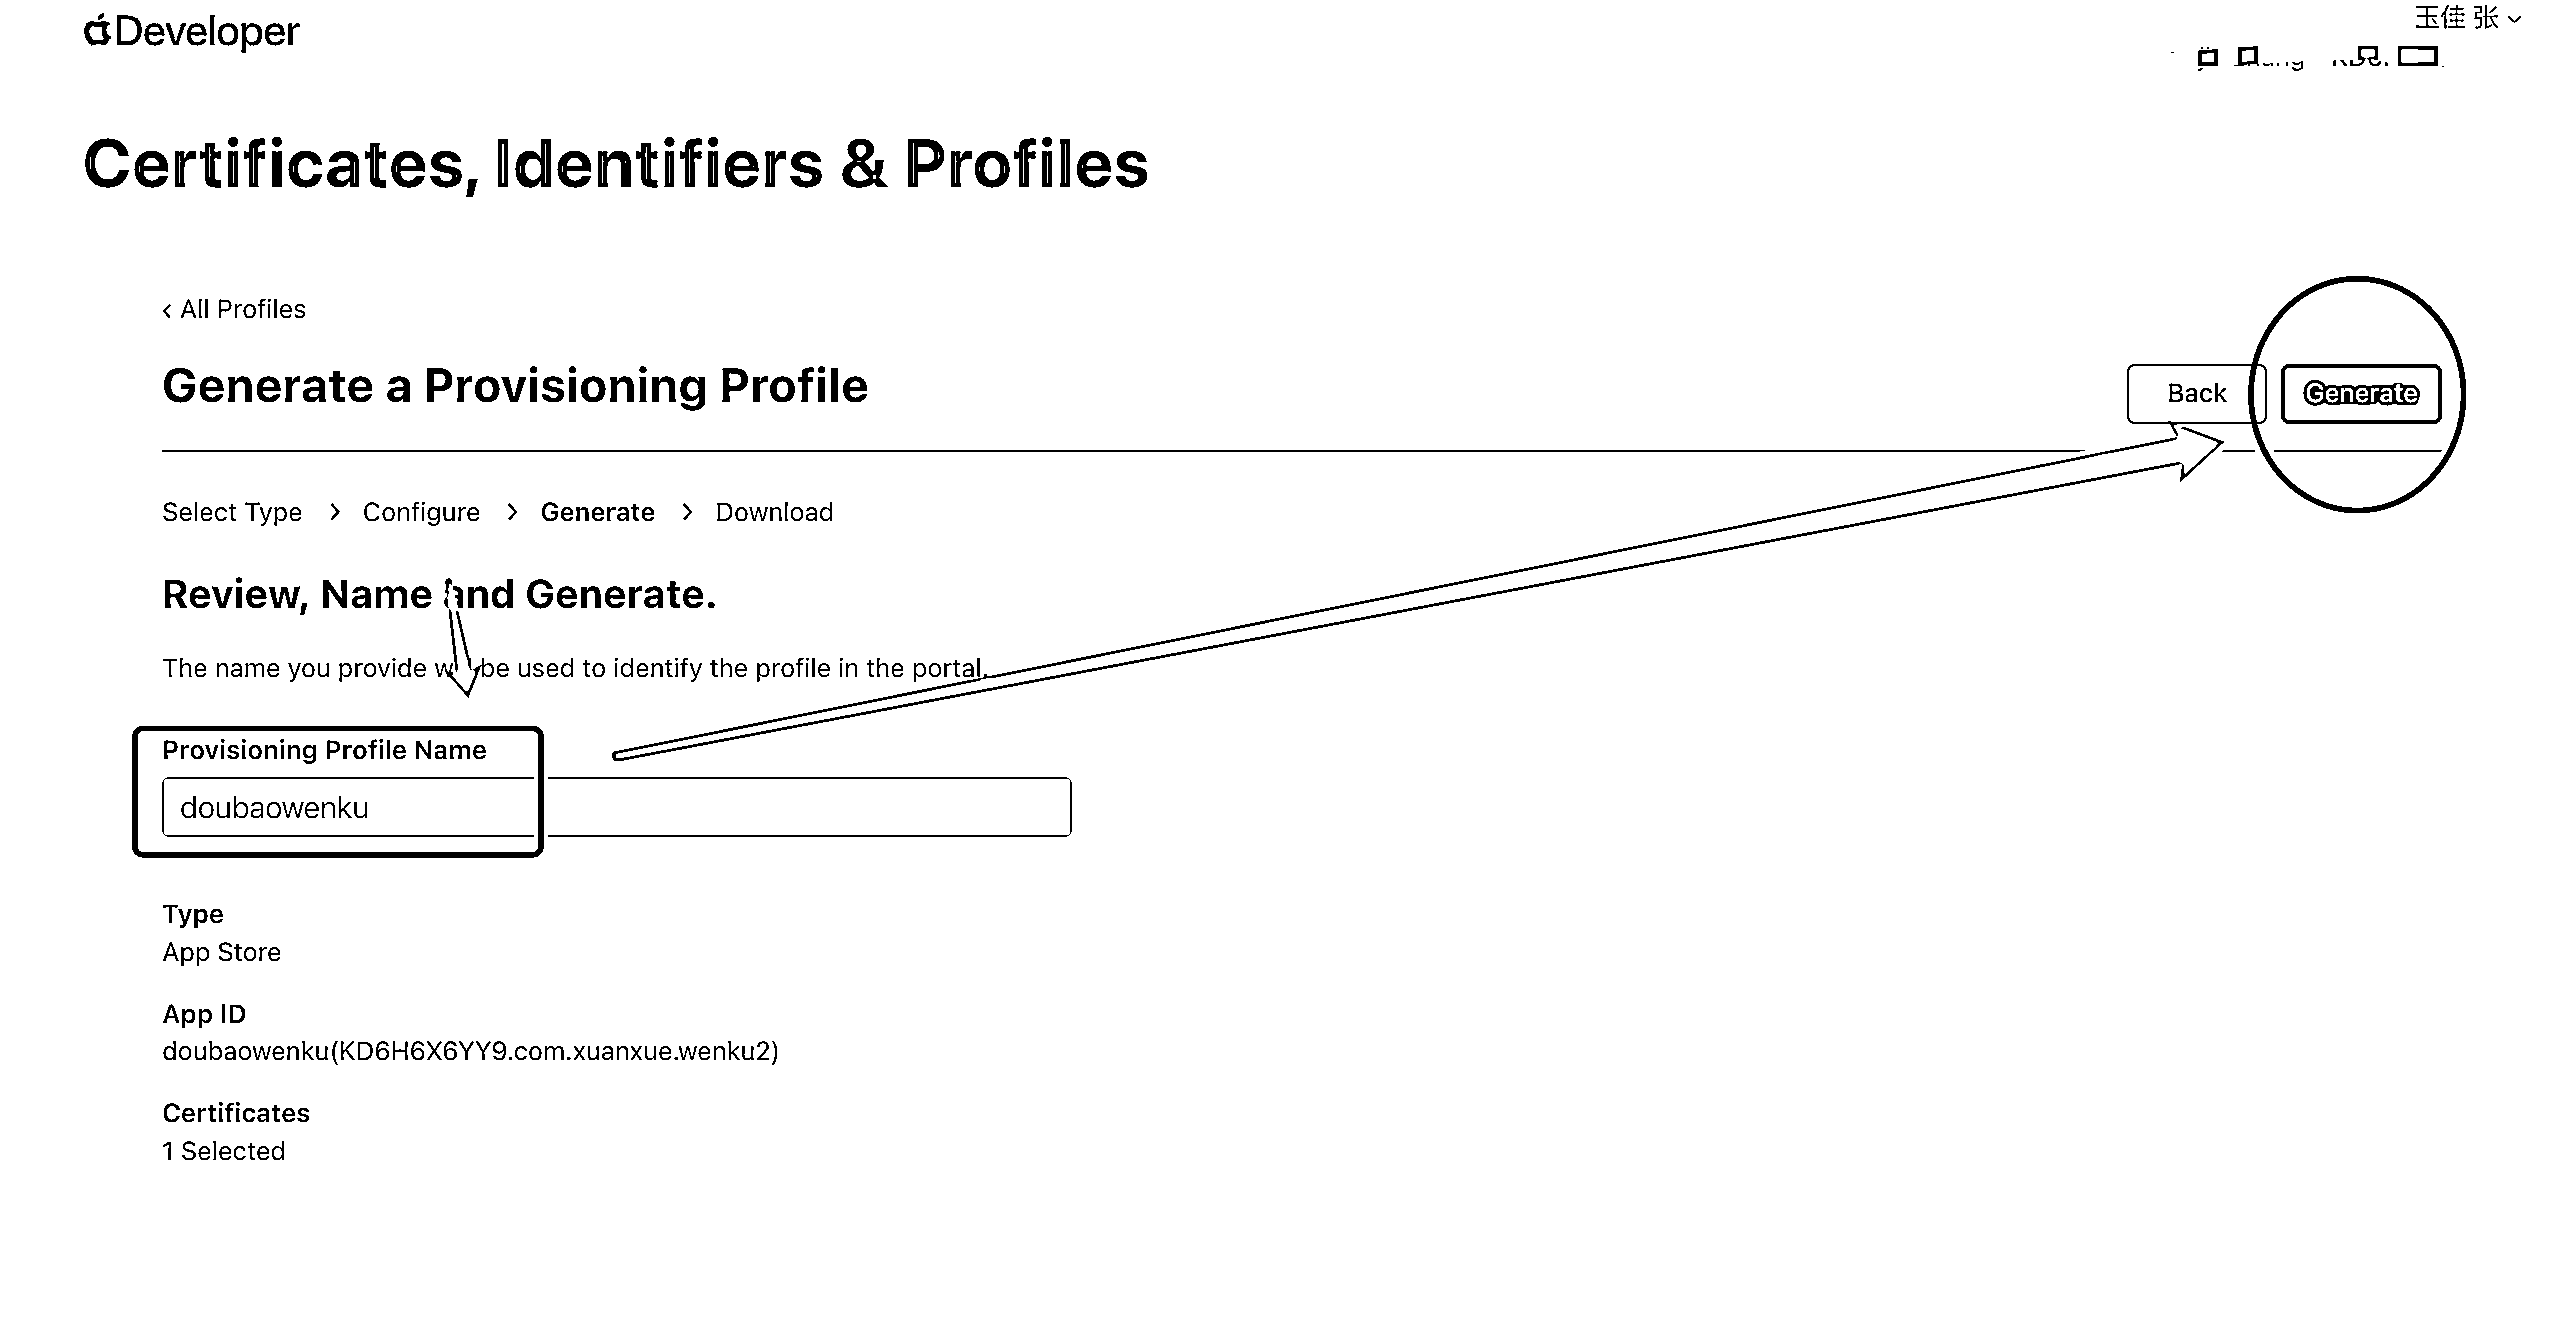 Developer
玉佳 张
Certificates, Identifiers & Profiles
All Profiles
Generate a Provisioning Profile
Back
Generate
Select Type > Configure > Generate > Download
Review, Name and Generate.
The name you provide be used to identify the profile in the portal.
Provisioning Profile Name
doubaowenku
Type
App Store
App ID
doubaowenku(KD6H6X6YY9.com.xuanxue.wenku2)
Certificates
1 Selected